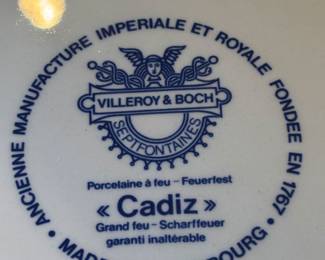 • ANCIENNE MANUFACTURE IMPERIALE ET ROYALE FONDEE EN 1767 •
VILLEROY & BOCH
SEPTFONTAINES
Porcelaine à feu – Feuerfest
« Cadiz »
Grand feu – Scharffeuer
garanti inaltérable